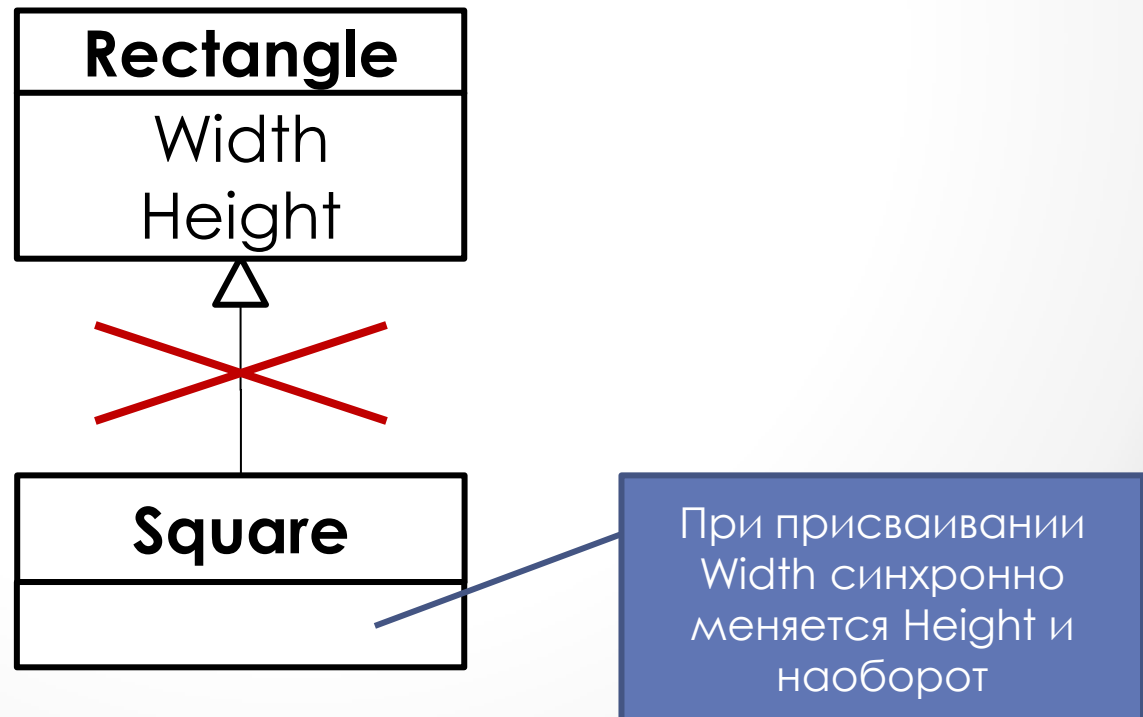 Rectangle
Width
Height
Square
При присваивании
Width синхронно
меняется Height и
наоборот